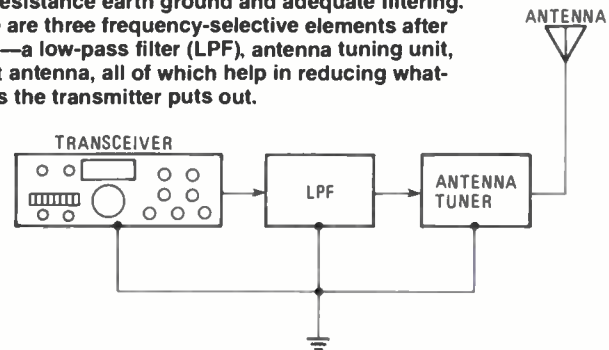 resistance earth ground and adequate filtering.
e are three frequency-selective elements after
—a low-pass filter (LPF), antenna tuning unit,
t antenna, all of which help in reducing what-
s the transmitter puts out.
ANTENNA
TRANSCEIVER
LPF
ANTENNA
TUNER